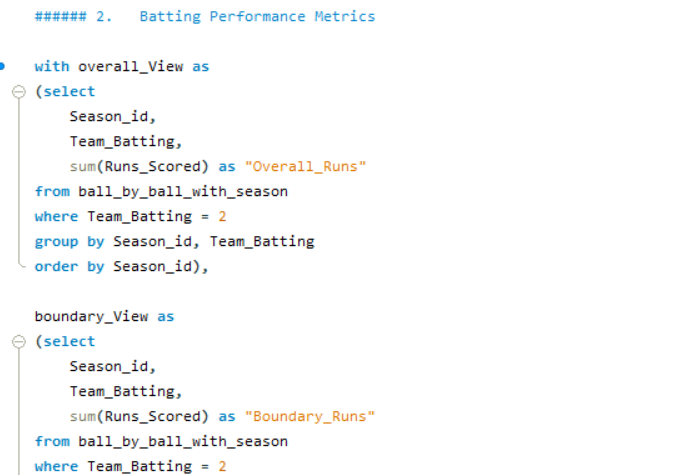 ###### 2.   Batting Performance Metrics
with overall_View as
(select
Season_id,
Team_Batting,
sum(Runs_Scored) as "Overall_Runs"
from ball_by_ball_with_season
where Team_Batting = 2
group by Season_id, Team_Batting
order by Season_id),
boundary_View as
(select
Season_id,
Team_Batting,
sum(Runs_Scored) as "Boundary_Runs"
from ball_by_ball_with_season
where Team_Batting = 2